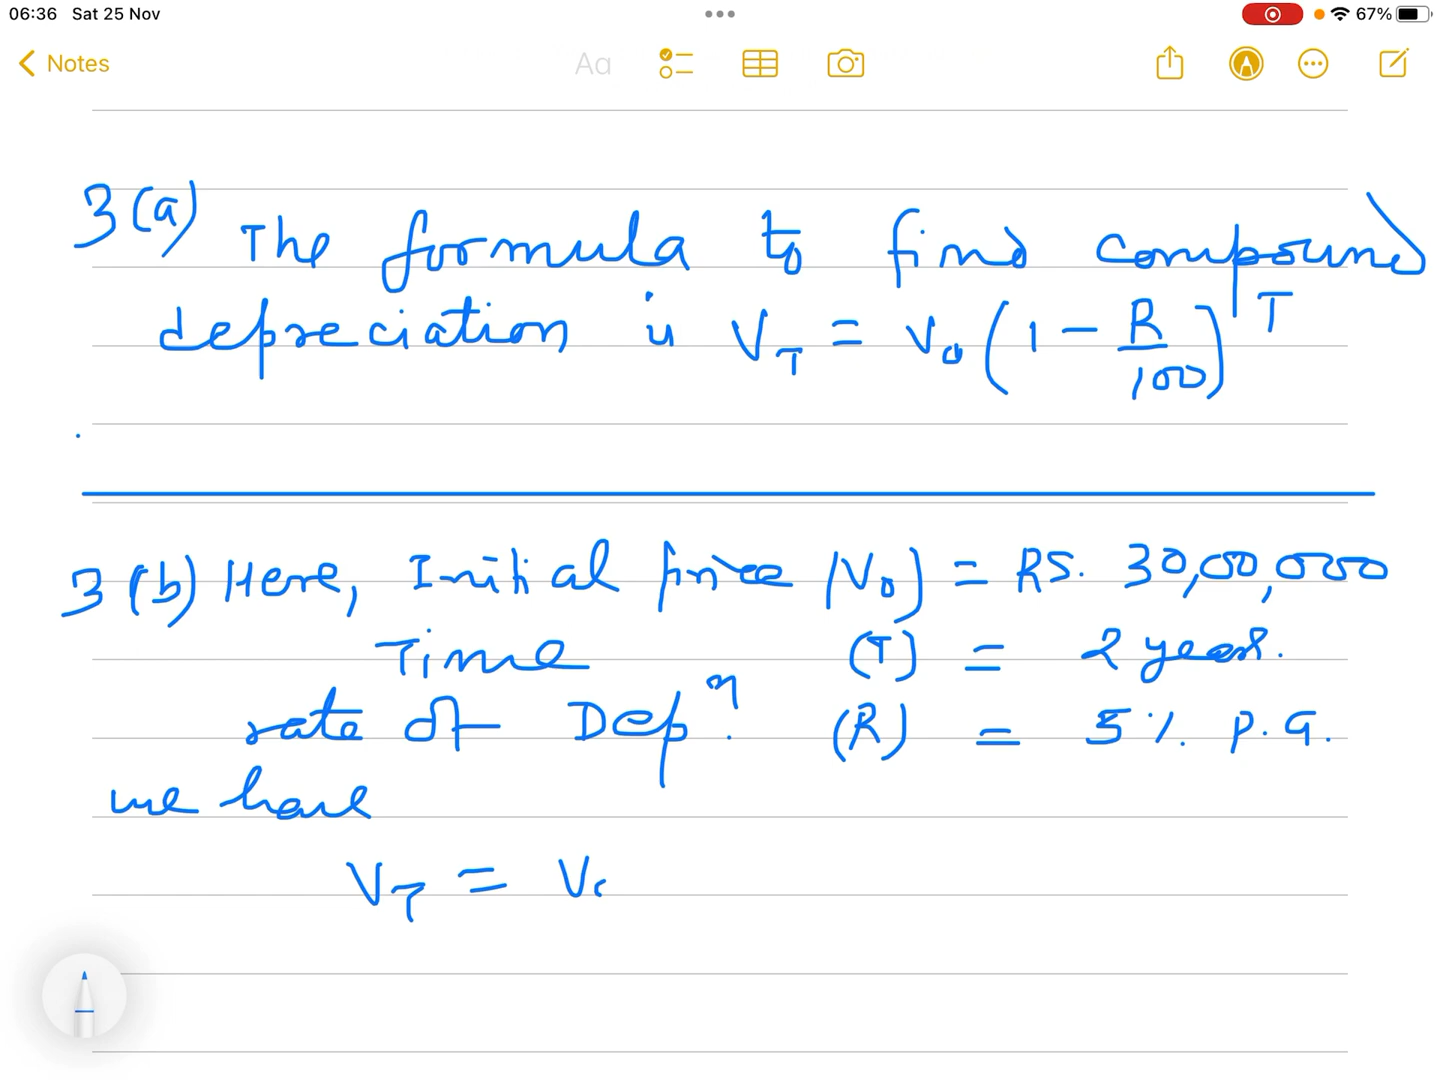 06:36 Sat 25 Nov
67%
Notes
Aa
3(a) The formula to find compound
depreciation is V_T = V_0 (1 - R/100)^T
3(b) Here, Initial price (V_0) = RS. 30,00,000
Time (T) = 2 years.
rate of Dep^n. (R) = 5% P.a.
we have
V_T = V